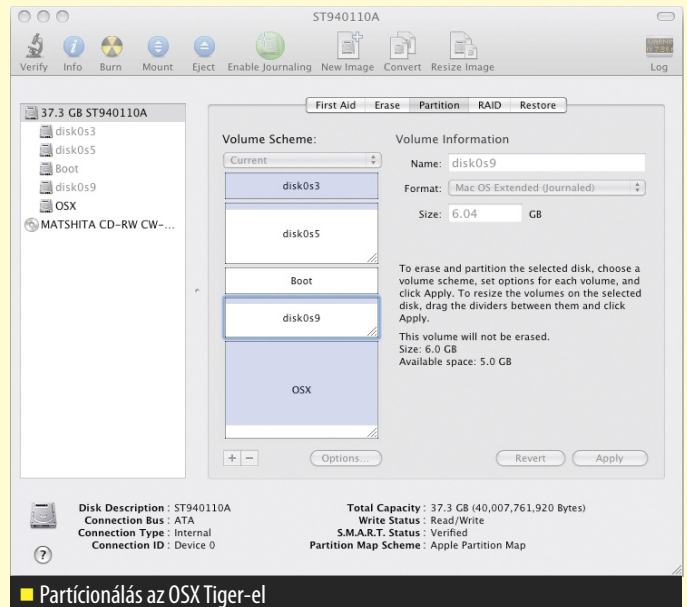 ST940110A
Verify Info Burn Mount Eject Enable Journaling New Image Convert Resize Image Log
37.3 GB ST940110A
disk0s3
disk0s5
Boot
disk0s9
OSX
MATSHITA CD-RW CW-...
First Aid Erase Partition RAID Restore
Volume Scheme:
Current
disk0s3
disk0s5
Boot
disk0s9
OSX
+ −
Options...
Volume Information
Name: disk0s9
Format: Mac OS Extended (Journaled)
Size: 6.04 GB
To erase and partition the selected disk, choose a
volume scheme, set options for each volume, and
click Apply. To resize the volumes on the selected
disk, drag the dividers between them and click
Apply.
This volume will not be erased.
Size: 6.0 GB
Available space: 5.0 GB
Revert Apply
Disk Description : ST940110A
Connection Bus : ATA
Connection Type : Internal
Connection ID : Device 0
Total Capacity : 37.3 GB (40,007,761,920 Bytes)
Write Status : Read/Write
S.M.A.R.T. Status : Verified
Partition Map Scheme : Apple Partition Map
?
Partícionálás az OSX Tiger-el